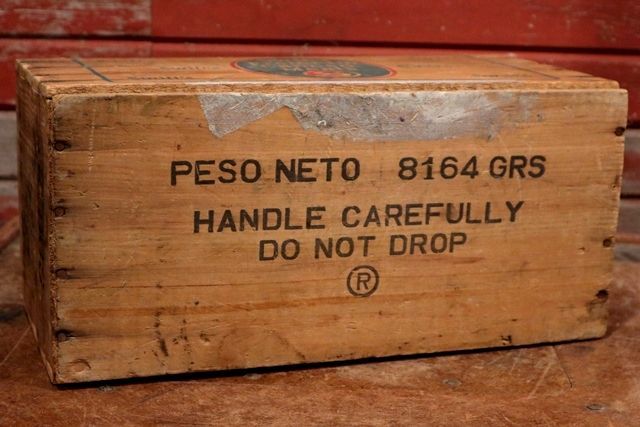 PESO NETO 8164 GRS
HANDLE CAREFULLY
DO NOT DROP
®